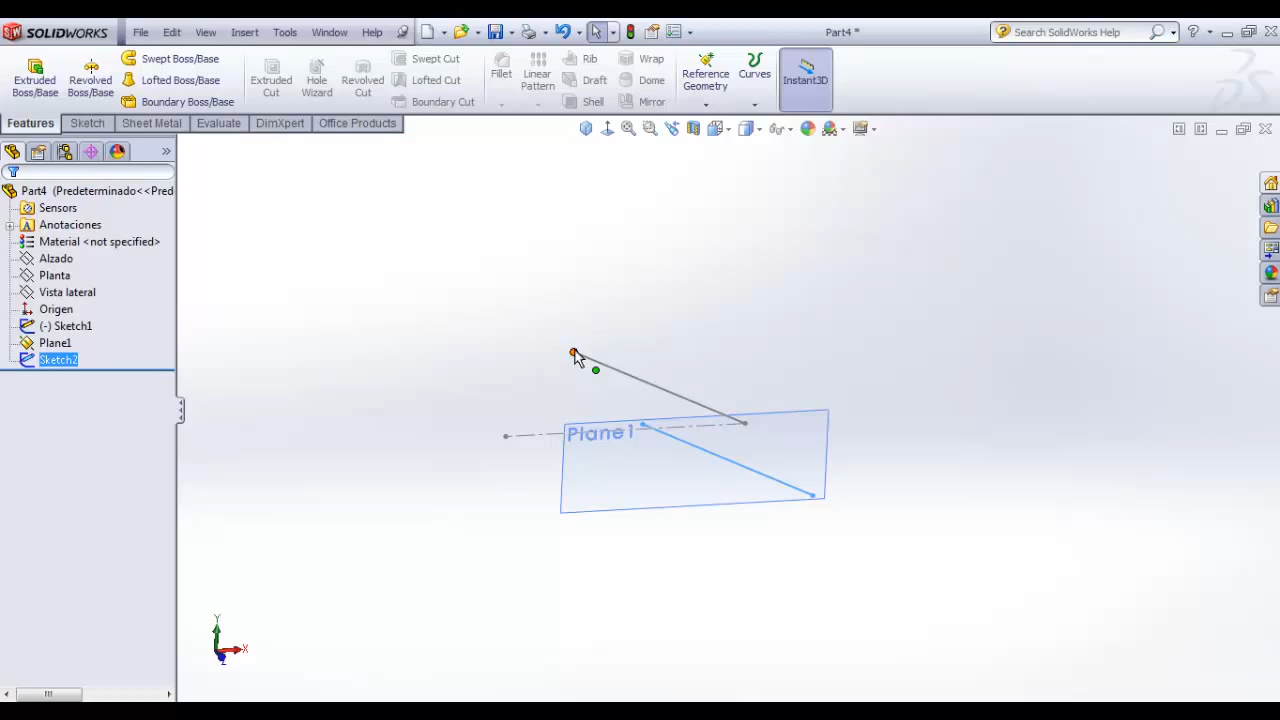 SOLIDWORKS File Edit View Insert Tools Window Help Part4 * Search SolidWorks Help
Extruded Boss/Base
Revolved Boss/Base
Swept Boss/Base
Lofted Boss/Base
Boundary Boss/Base
Extruded Cut
Hole Wizard
Revolved Cut
Swept Cut
Lofted Cut
Boundary Cut
Fillet
Linear Pattern
Rib
Draft
Shell
Wrap
Dome
Mirror
Reference Geometry
Curves
Instant3D
Features Sketch Sheet Metal Evaluate DimXpert Office Products
Part4 (Predeterminado<<Pred
Sensors
Anotaciones
Material <not specified>
Alzado
Planta
Vista lateral
Origen
(-) Sketch1
Plane1
Sketch2
Plane1
Y
X
Z